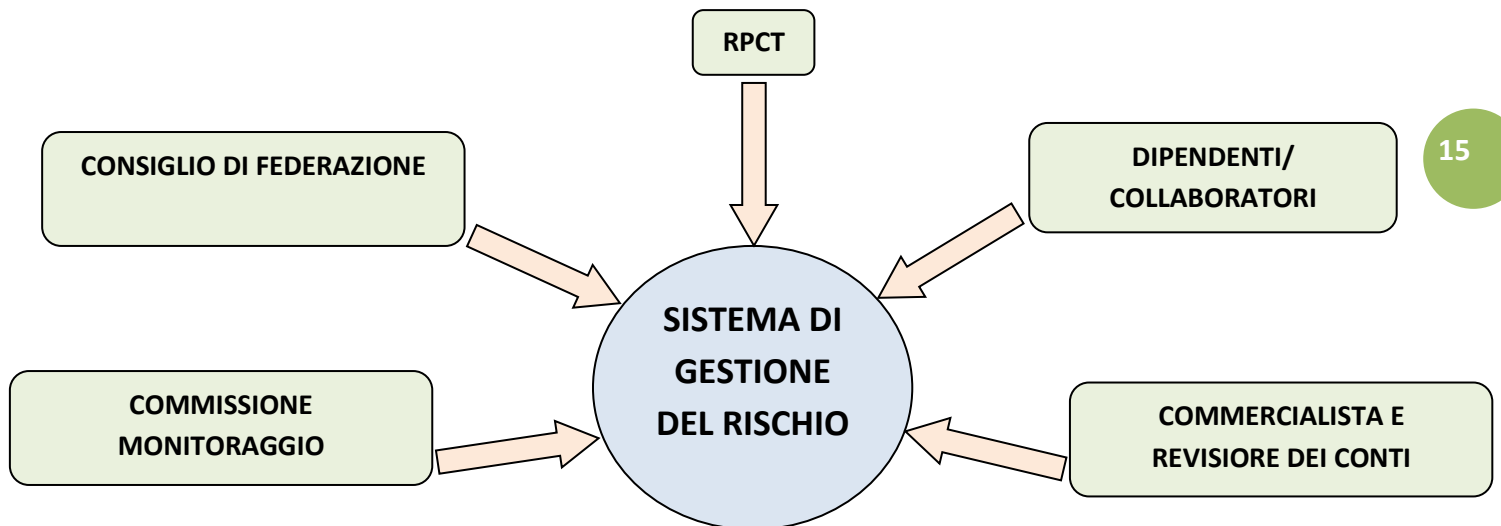 RPCT
CONSIGLIO DI FEDERAZIONE
DIPENDENTI/
COLLABORATORI
15
SISTEMA DI
GESTIONE
DEL RISCHIO
COMMISSIONE
MONITORAGGIO
COMMERCIALISTA E
REVISIORE DEI CONTI